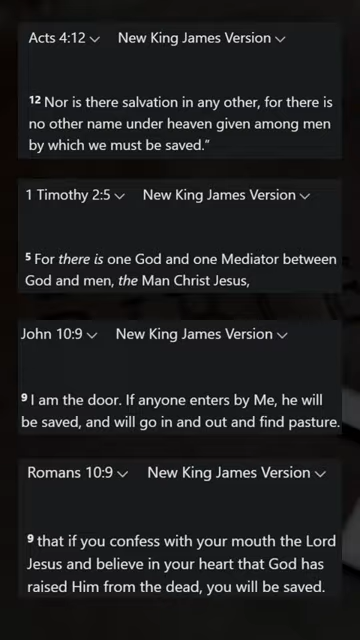 Acts 4:12 New King James Version
12 Nor is there salvation in any other, for there is
no other name under heaven given among men
by which we must be saved.”
1 Timothy 2:5 New King James Version
5 For there is one God and one Mediator between
God and men, the Man Christ Jesus,
John 10:9 New King James Version
9 I am the door. If anyone enters by Me, he will
be saved, and will go in and out and find pasture.
Romans 10:9 New King James Version
9 that if you confess with your mouth the Lord
Jesus and believe in your heart that God has
raised Him from the dead, you will be saved.